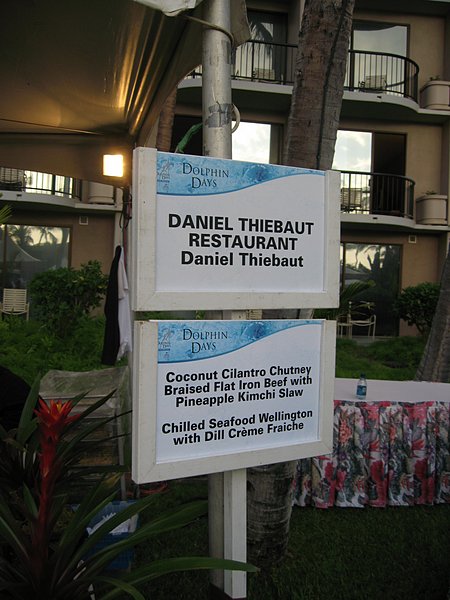 DOLPHIN DAYS
DANIEL THIEBAUT
RESTAURANT
Daniel Thiebaut
DOLPHIN
DAYS
Coconut Cilantro Chutney
Braised Flat Iron Beef with
Pineapple Kimchi Slaw
Chilled Seafood Wellington
with Dill Crème Fraiche